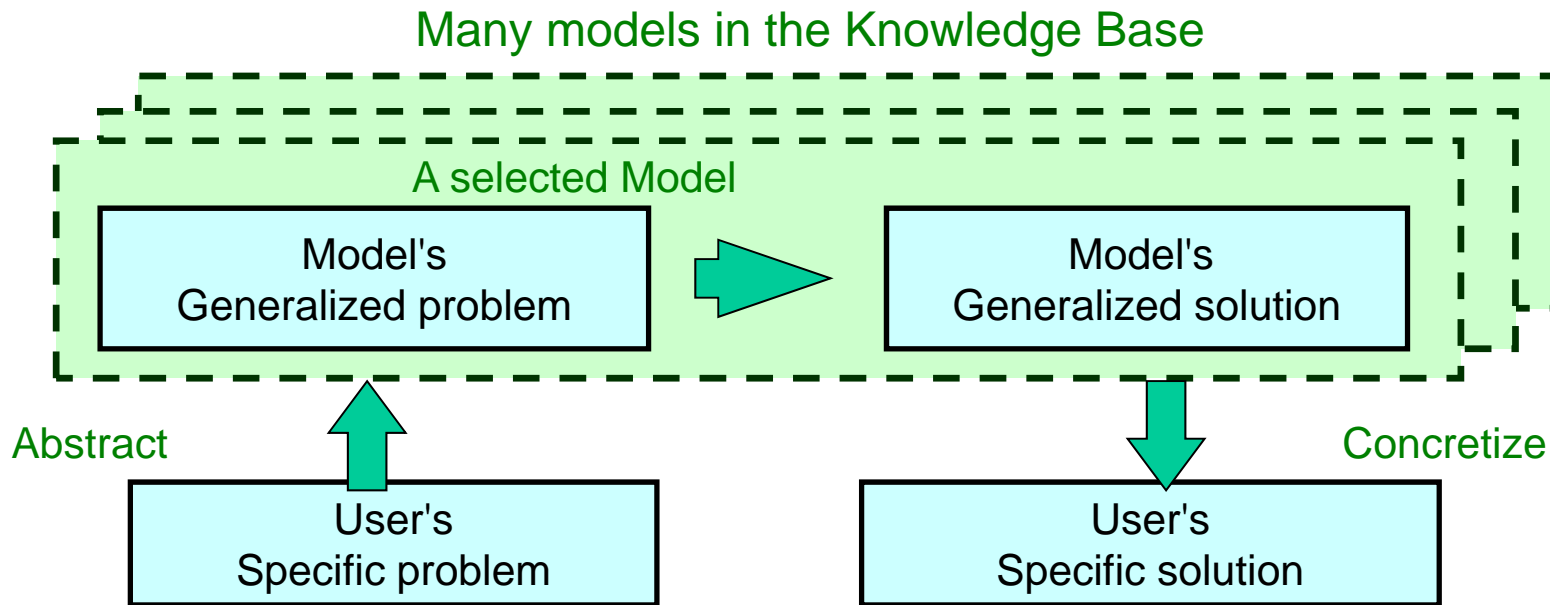 Many models in the Knowledge Base
A selected Model
Model's
Generalized problem
Model's
Generalized solution
Abstract
Concretize
User's
Specific problem
User's
Specific solution